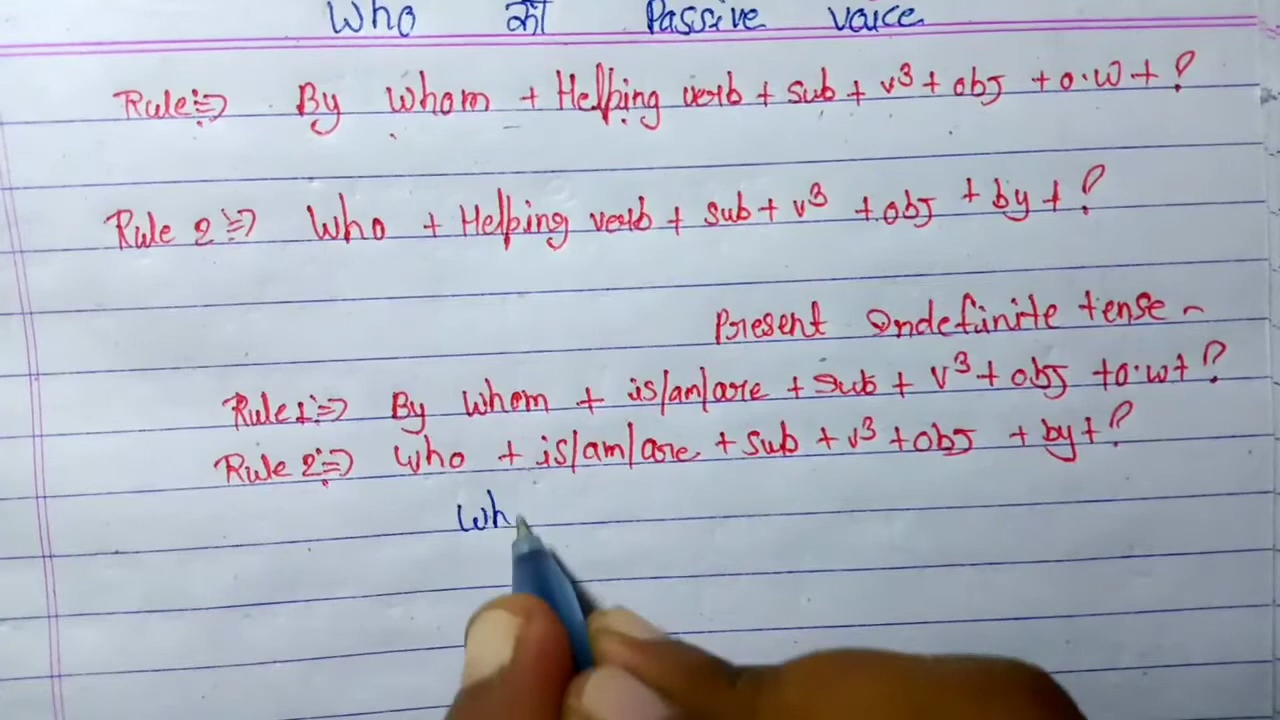 Who का Passive voice
Rule:⇒ By whom + Helping verb + sub + v³ + obj + o.w + ?
Rule 2:⇒ Who + Helping verb + sub + v³ + obj + by + ?
Present Indefinite tense -
Rule 1:⇒ By whom + is/am/are + sub + v³ + obj + o.w + ?
Rule 2:⇒ Who + is/am/are + sub + v³ + obj + by + ?
Wh